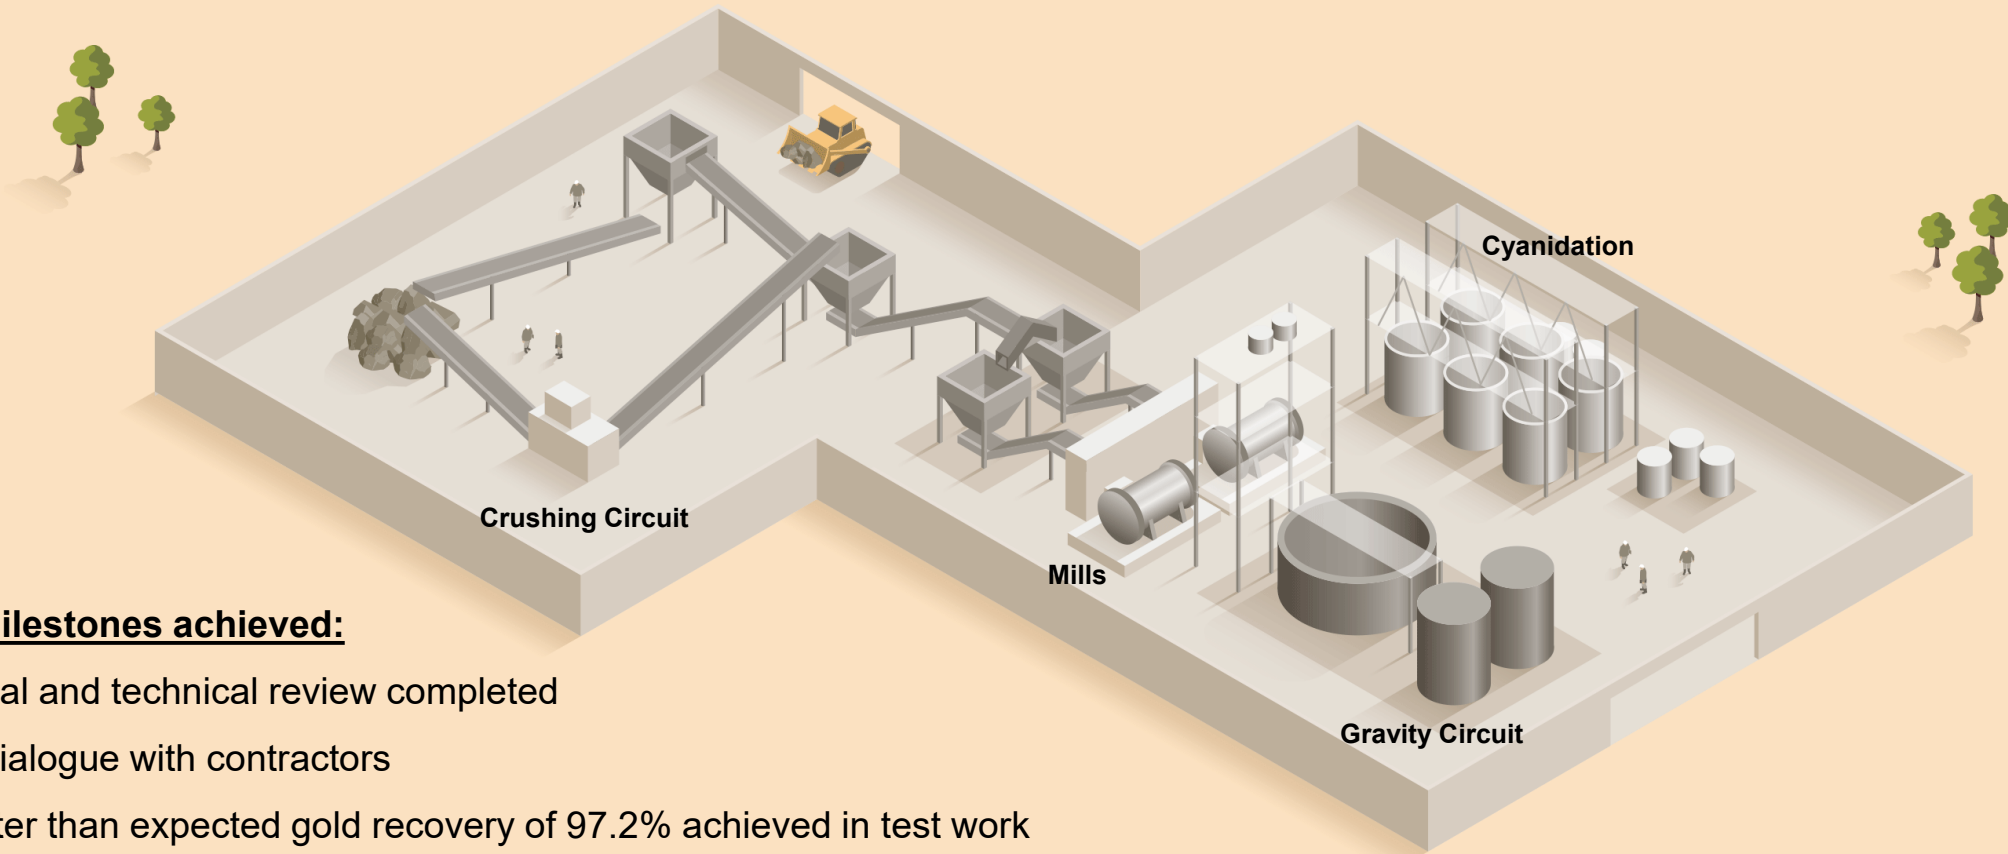 Cyanidation
Crushing Circuit
Mills
Gravity Circuit
ilestones achieved:
al and technical review completed
ialogue with contractors
ter than expected gold recovery of 97.2% achieved in test work